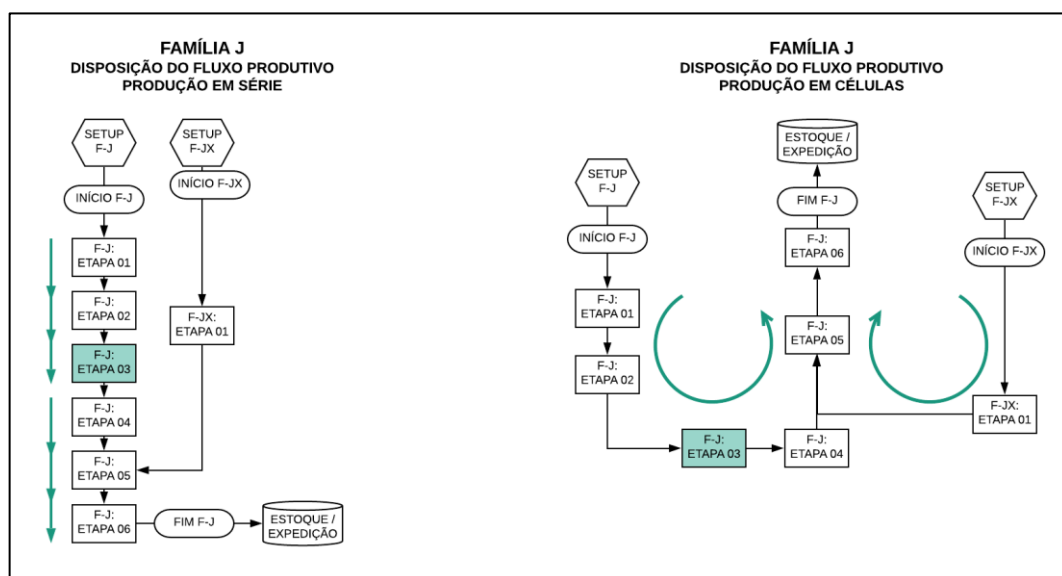 FAMÍLIA J
DISPOSIÇÃO DO FLUXO PRODUTIVO
PRODUÇÃO EM SÉRIE
SETUP
F-J
SETUP
F-JX
INÍCIO F-J
INÍCIO F-JX
F-J:
ETAPA 01
F-J:
ETAPA 02
F-JX:
ETAPA 01
F-J:
ETAPA 03
F-J:
ETAPA 04
F-J:
ETAPA 05
F-J:
ETAPA 06
FIM F-J
ESTOQUE /
EXPEDIÇÃO
FAMÍLIA J
DISPOSIÇÃO DO FLUXO PRODUTIVO
PRODUÇÃO EM CÉLULAS
ESTOQUE /
EXPEDIÇÃO
SETUP
F-J
SETUP
F-JX
FIM F-J
INÍCIO F-J
F-J:
ETAPA 06
INÍCIO F-JX
F-J:
ETAPA 01
F-J:
ETAPA 05
F-J:
ETAPA 02
F-JX:
ETAPA 01
F-J:
ETAPA 03
F-J:
ETAPA 04